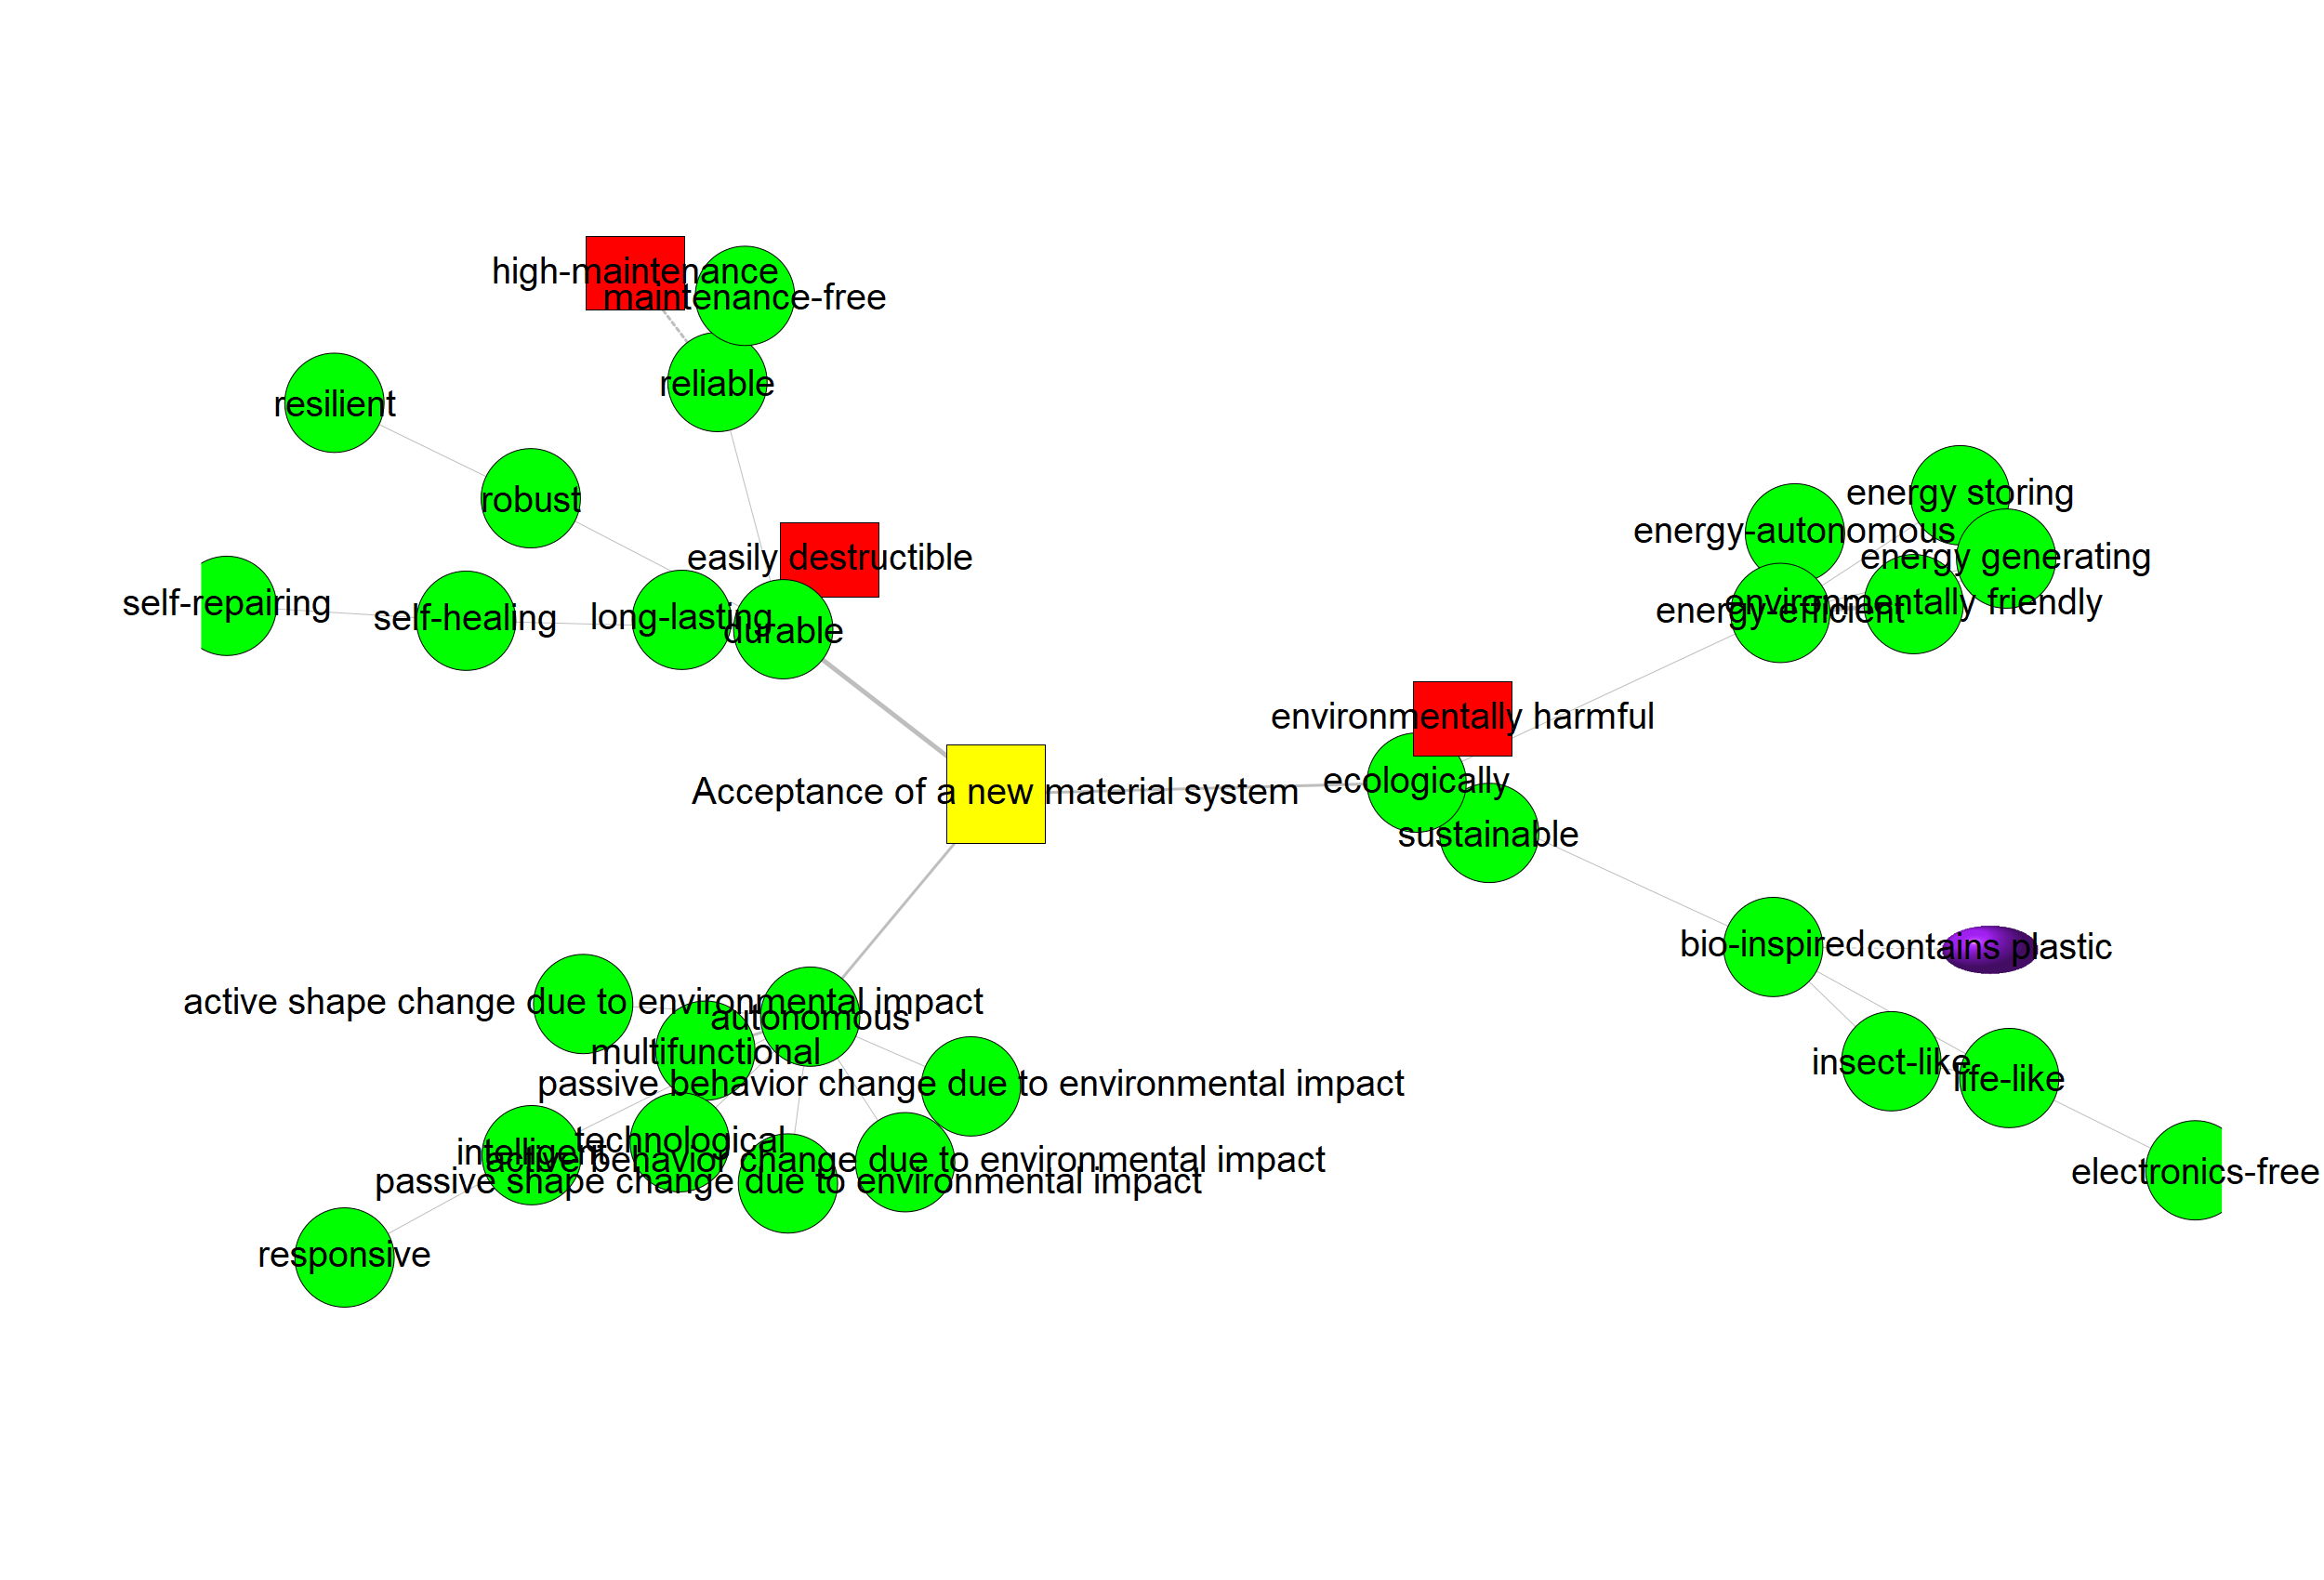 high-maintenance
maintenance-free
reliable
resilient
robust
easily destructible
self-repairing
self-healing
long-lasting
durable
energy storing
energy-autonomous
energy generating
environmentally friendly
energy-efficient
environmentally harmful
ecologically
Acceptance of a new material system
sustainable
bio-inspired
contains plastic
active shape change due to environmental impact
autonomous
multifunctional
insect-like
life-like
passive behavior change due to environmental impact
technological
intelligent
active behavior change due to environmental impact
passive shape change due to environmental impact
electronics-free
responsive